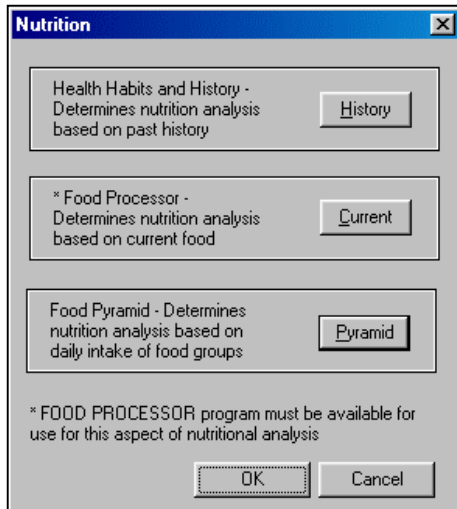 Nutrition
Health Habits and History -
Determines nutrition analysis
based on past history
History
* Food Processor -
Determines nutrition analysis
based on current food
Current
Food Pyramid - Determines
nutrition analysis based on
daily intake of food groups
Pyramid
* FOOD PROCESSOR program must be available for
use for this aspect of nutritional analysis
OK
Cancel